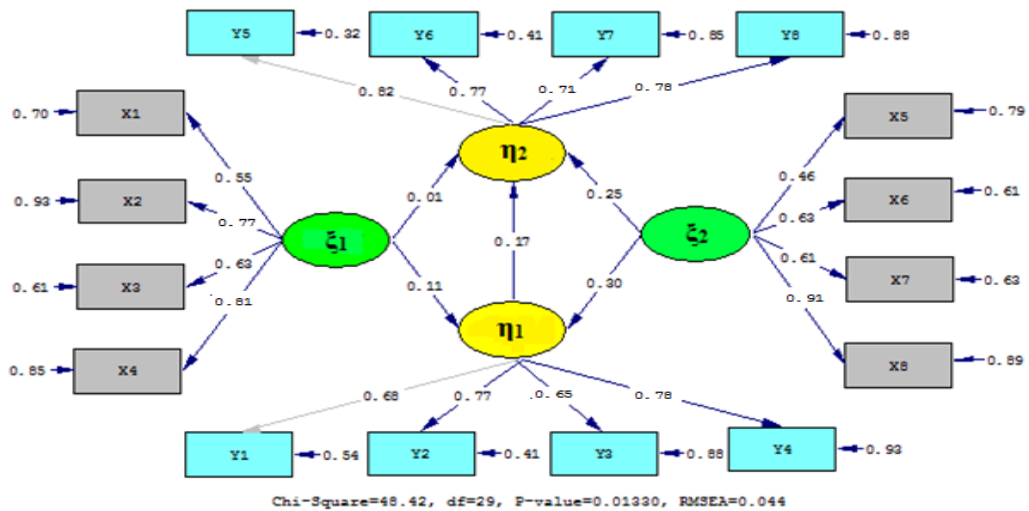 Y5 0.32 Y6 0.41 Y7 0.85 Y8 0.88
0.82 0.77 0.71 0.78
0.70 X1
X5 0.79
η2
0.55 0.46
0.93 X2 0.77 0.01 0.25 0.63 X6 0.61
ξ1 0.17 ξ2
0.61 X3 0.63 0.11 0.30 0.61 X7 0.63
0.81 0.91
η1
0.85 X4
X8 0.89
0.68 0.77 0.65 0.78
Y1 0.54 Y2 0.41 Y3 0.88 Y4 0.93
Chi-Square=48.42, df=29, P-value=0.01330, RMSEA=0.044